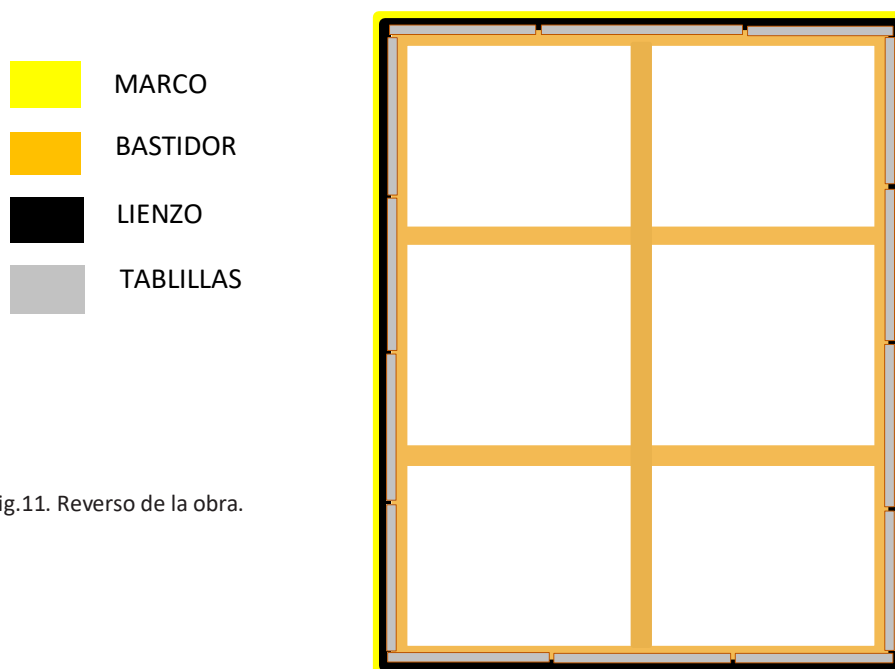 MARCO
BASTIDOR
LIENZO
TABLILLAS
ig.11. Reverso de la obra.